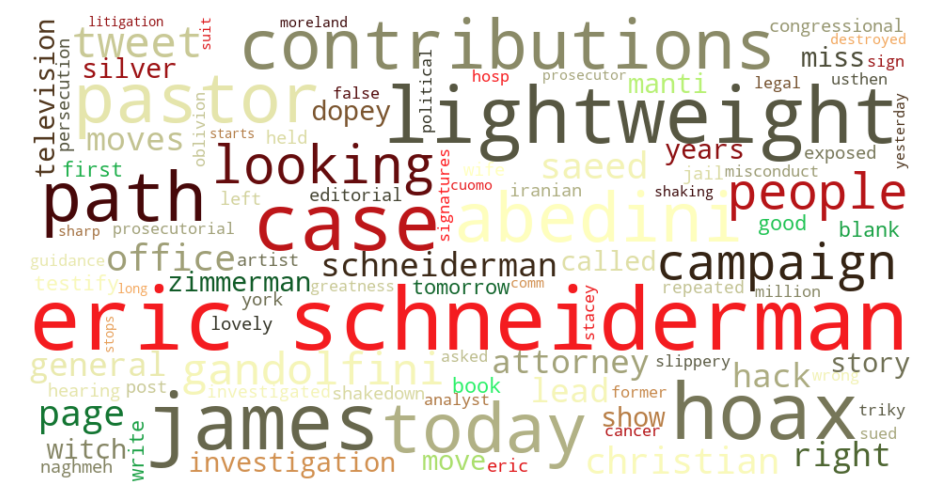 litigation
suit
moreland
congressional
destroyed
tweet
contributions
miss
sign
television
persecution
silver
pastor
false
dopey
political
hosp
prosecutor
manti
legal
usthen
lightweight
yesterday
moves
oblivion
starts
held
first
looking
signatures
wife
saeed
years
exposed
jail
misconduct
path
left
editorial
cuomo
iranian
shaking
people
case
abedini
good
blank
sharp
prosecutorial
guidance
office
artist
schneiderman
called
campaign
testify
zimmerman
greatness
tomorrow
comm
repeated
million
long
york
lovely
eric schneiderman
stacey
stops
general
gandolfini
asked
attorney
slippery
story
hack
wrong
hearing
post
investigated
shakedown
analyst
book
lead
former
page
james
today
show
hoax
triky
cancer
sued
witch
write
naghmeh
investigation
move
eric
christian
right